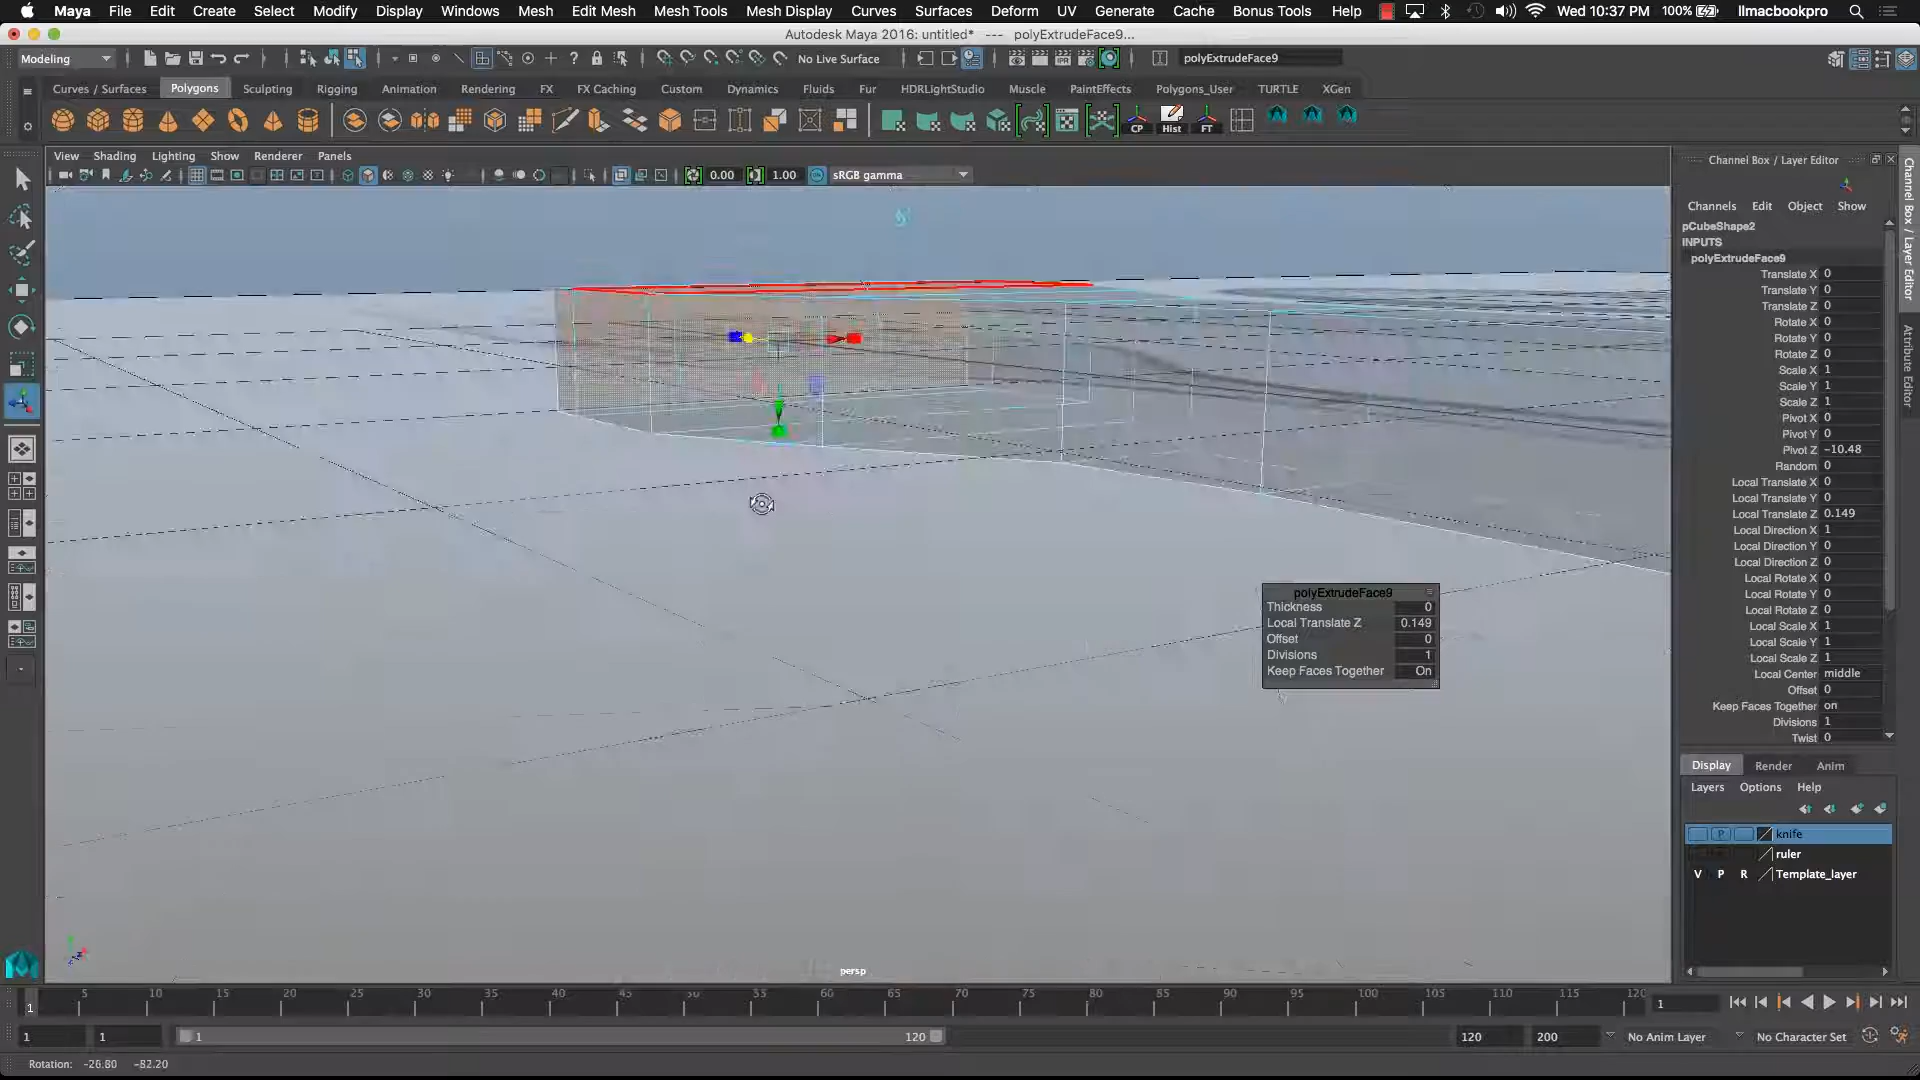 Maya File Edit Create Select Modify Display Windows Mesh Edit Mesh Mesh Tools Mesh Display Curves Surfaces Deform UV Generate Cache Bonus Tools Help Wed 10:37 PM 100% llmacbookpro
Autodesk Maya 2016: untitled* --- polyExtrudeFace9...
Modeling No Live Surface polyExtrudeFace9
Curves / Surfaces Polygons Sculpting Rigging Animation Rendering FX FX Caching Custom Dynamics Fluids Fur HDRLightStudio Muscle PaintEffects Polygons_User TURTLE XGen
CP Hist FT
View Shading Lighting Show Renderer Panels
0.00 1.00 sRGB gamma
Channel Box / Layer Editor
Channels Edit Object Show
pCubeShape2
INPUTS
polyExtrudeFace9
Translate X 0
Translate Y 0
Translate Z 0
Rotate X 0
Rotate Y 0
Rotate Z 0
Scale X 1
Scale Y 1
Scale Z 1
Pivot X 0
Pivot Y 0
Pivot Z -10.48
Random 0
Local Translate X 0
Local Translate Y 0
Local Translate Z 0.149
Local Direction X 1
Local Direction Y 0
Local Direction Z 0
Local Rotate X 0
Local Rotate Y 0
Local Rotate Z 0
Local Scale X 1
Local Scale Y 1
Local Scale Z 1
Local Center middle
Offset 0
Keep Faces Together on
Divisions 1
Twist 0
Channel Box / Layer Editor
Attribute Editor
polyExtrudeFace9
Thickness 0
Local Translate Z 0.149
Offset 0
Divisions 1
Keep Faces Together On
Display Render Anim
Layers Options Help
P knife
ruler
V P R Template_layer
persp
1 5 10 15 20 25 30 35 40 45 50 55 60 65 70 75 80 85 90 95 100 105 110 115 120 1
1 1 1 120 120 200 No Anim Layer No Character Set
Rotation: -26.80 -82.20